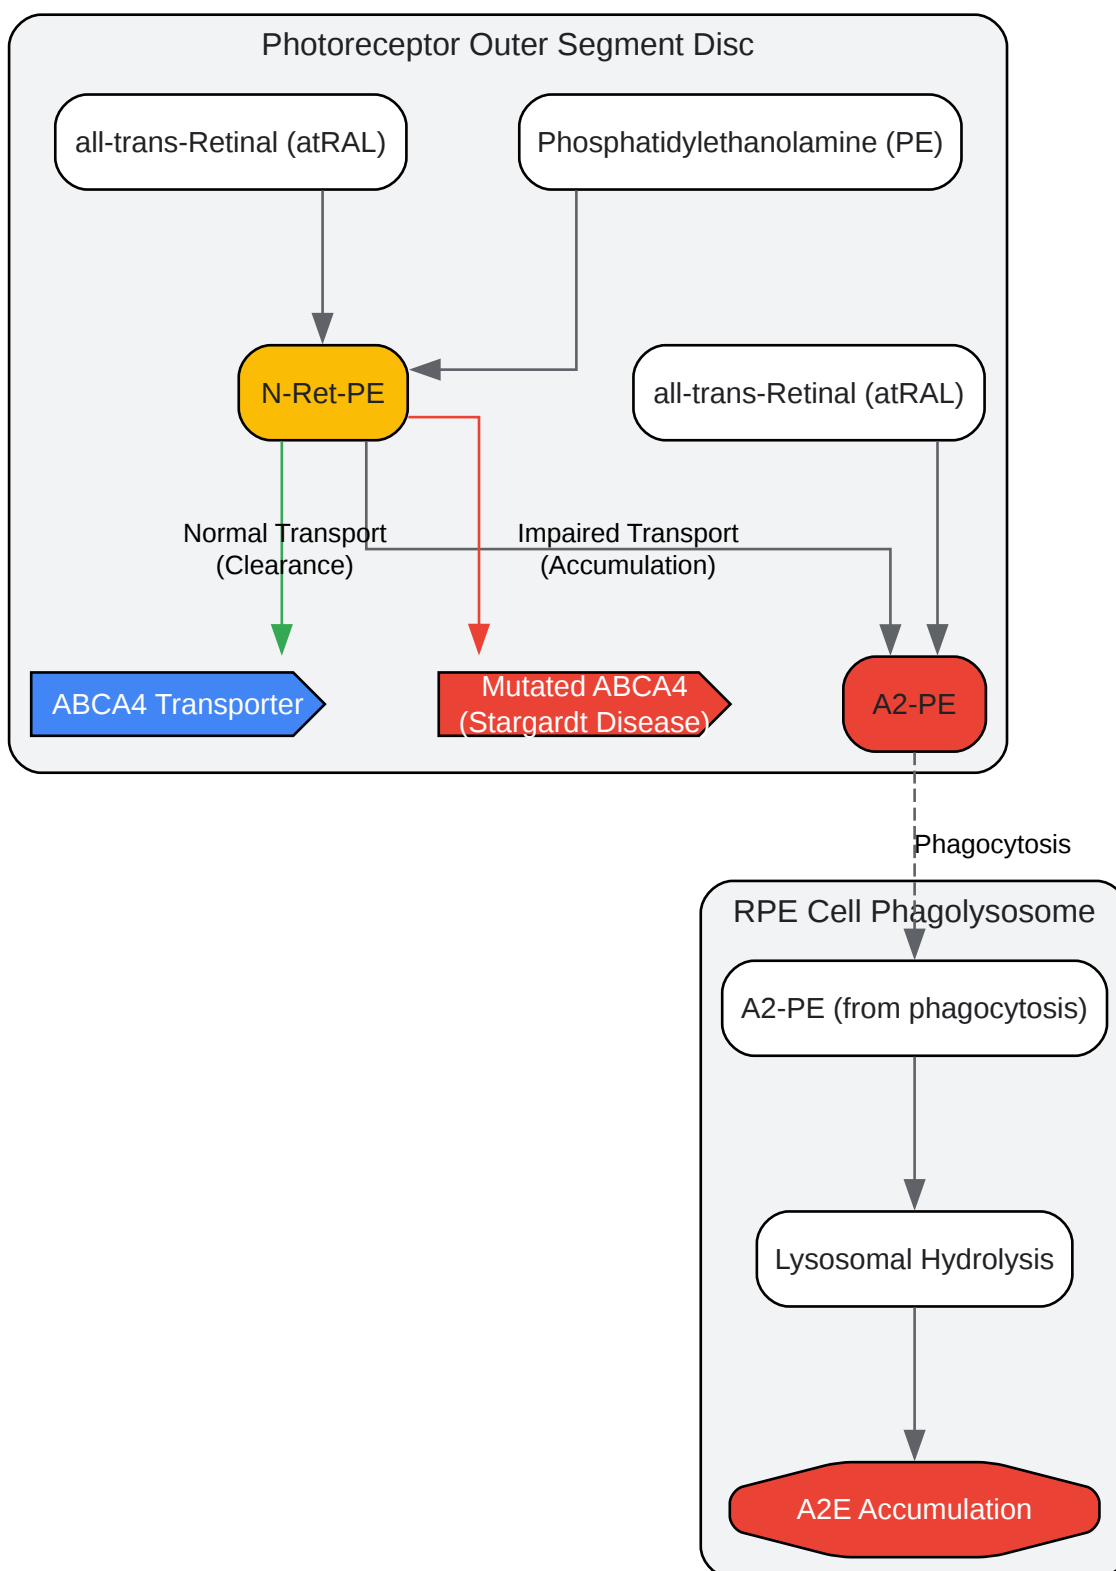 Photoreceptor Outer Segment Disc
all-trans-Retinal (atRAL)
Phosphatidylethanolamine (PE)
N-Ret-PE
all-trans-Retinal (atRAL)
Normal Transport
(Clearance)
Impaired Transport
(Accumulation)
ABCA4 Transporter
Mutated ABCA4
(Stargardt Disease)
A2-PE
Phagocytosis
RPE Cell Phagolysosome
A2-PE (from phagocytosis)
Lysosomal Hydrolysis
A2E Accumulation